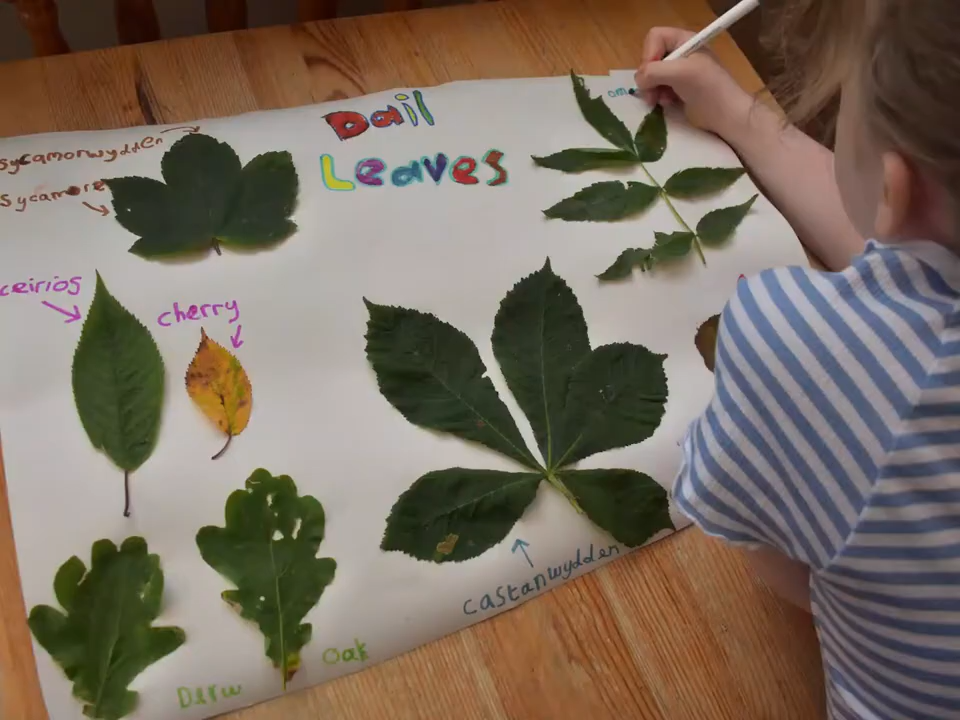 Dail
Leaves
sycamorwydden
sycamore
ceirios
cherry
castanwydden
Derw
Oak